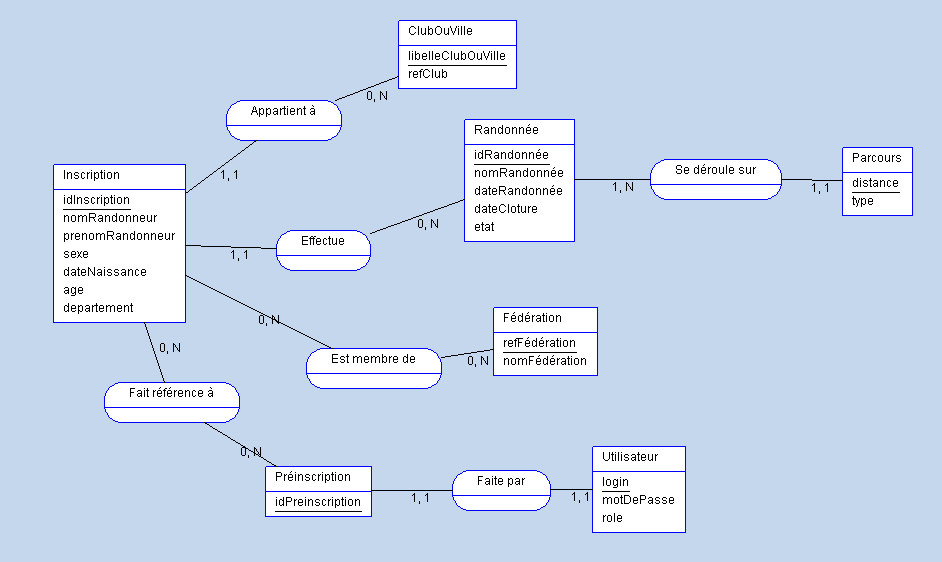 ClubOuVille
libelleClubOuVille
refClub
0, N
Appartient à
1, 1
Inscription
idInscription
nomRandonneur
prenomRandonneur
sexe
dateNaissance
age
departement
Randonnée
idRandonnée
nomRandonnée
dateRandonnée
dateCloture
etat
1, N
Se déroule sur
1, 1
Parcours
distance
type
0, N
Effectue
1, 1
0, N
Est membre de
0, N
Fédération
refFédération
nomFédération
0, N
Fait référence à
0, N
Préinscription
idPreinscription
1, 1
Faite par
1, 1
Utilisateur
login
motDePasse
role